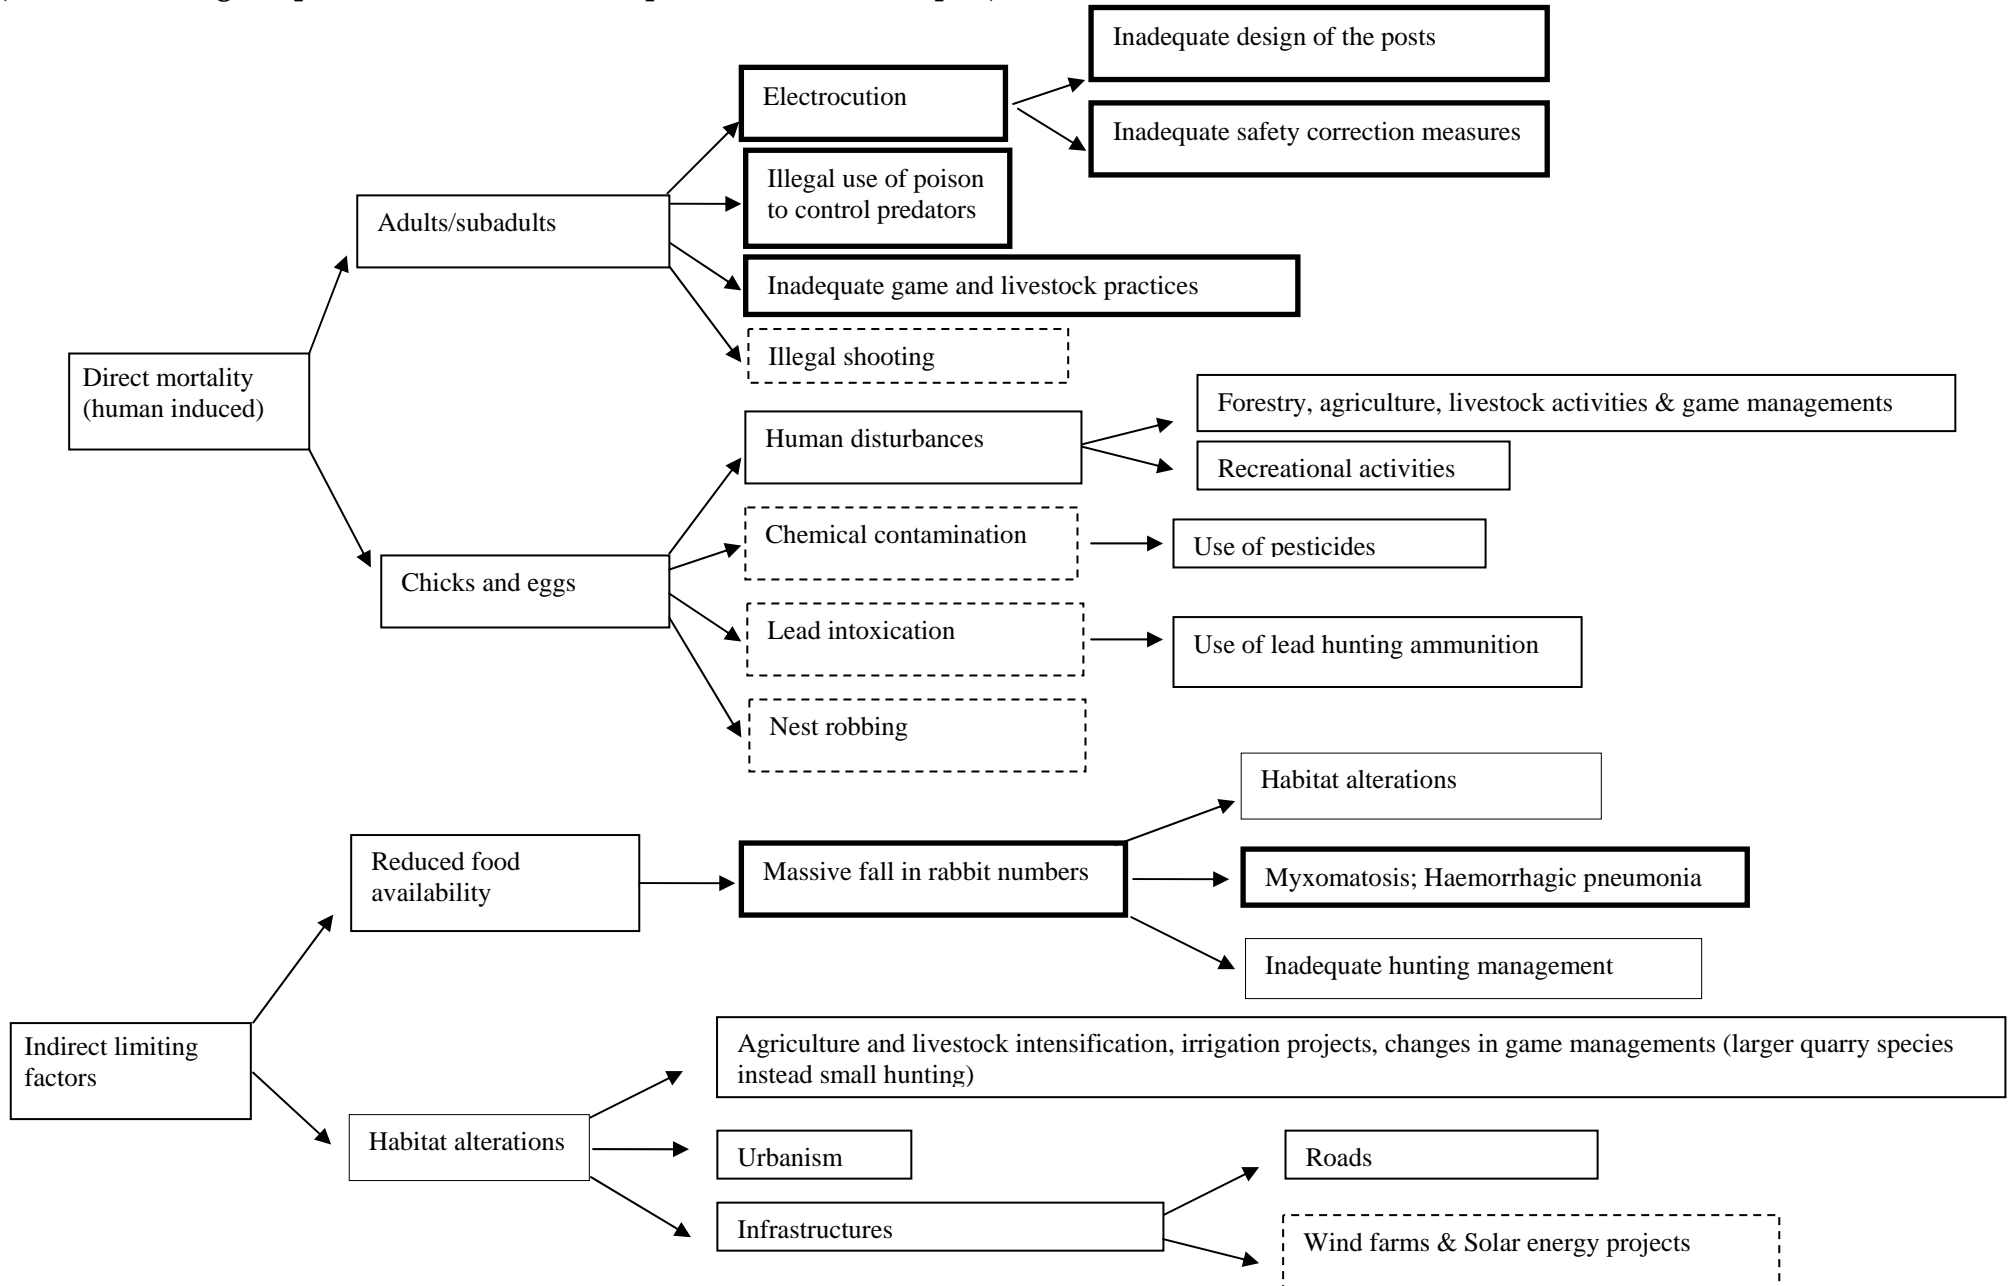 Inadequate design of the posts
Electrocution
Inadequate safety correction measures
Illegal use of poison
to control predators
Adults/subadults
Inadequate game and livestock practices
Illegal shooting
Direct mortality
(human induced)
Forestry, agriculture, livestock activities & game managements
Human disturbances
Recreational activities
Chemical contamination
Use of pesticides
Chicks and eggs
Lead intoxication
Use of lead hunting ammunition
Nest robbing
Habitat alterations
Reduced food
availability
Massive fall in rabbit numbers
Myxomatosis; Haemorrhagic pneumonia
Inadequate hunting management
Indirect limiting
factors
Agriculture and livestock intensification, irrigation projects, changes in game managements (larger quarry species
instead small hunting)
Habitat alterations
Urbanism
Roads
Infrastructures
Wind farms & Solar energy projects